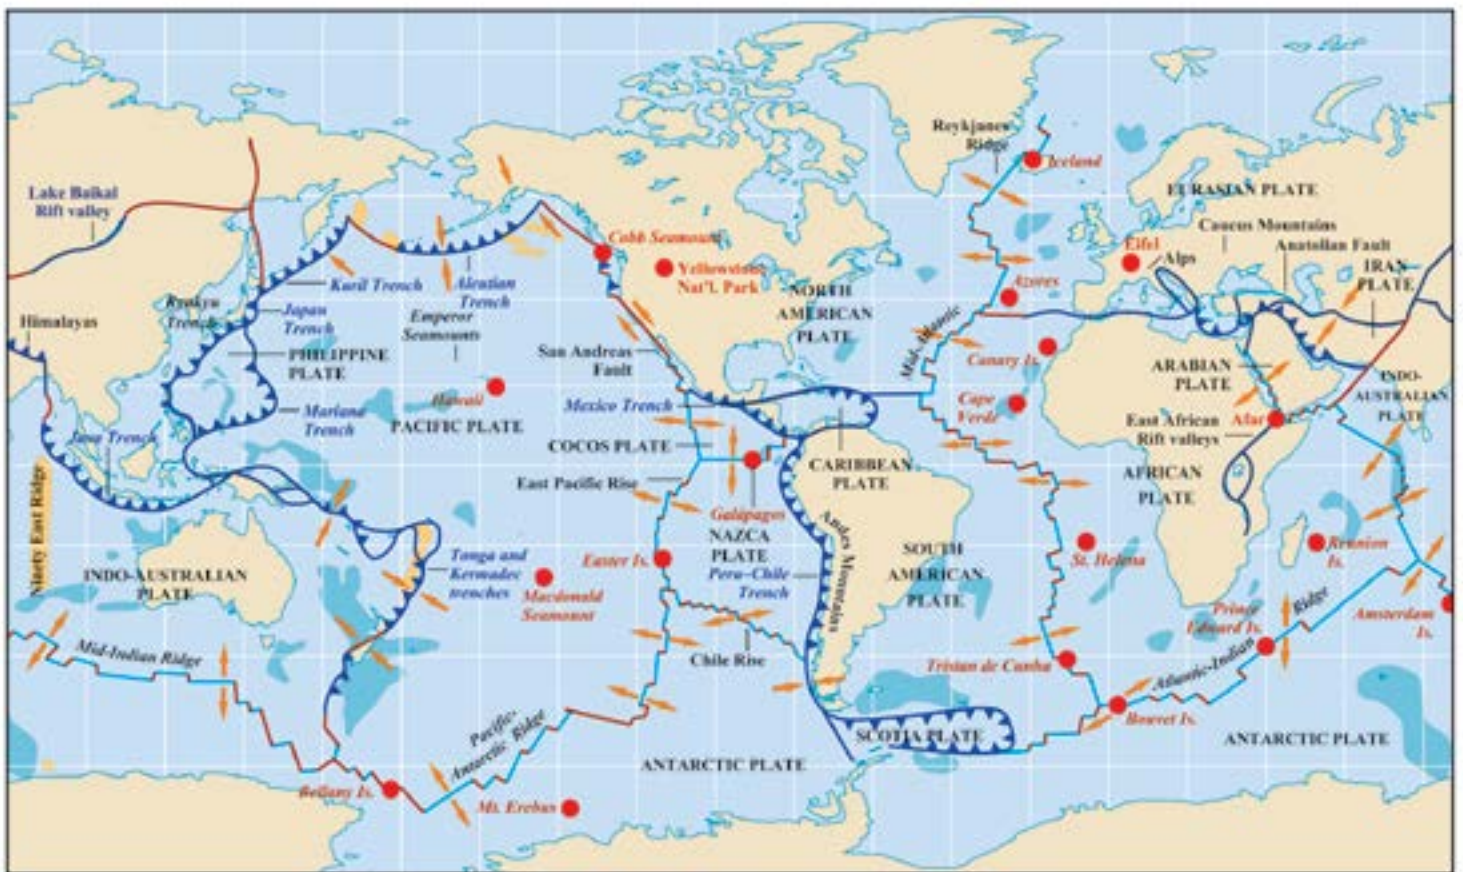 Reykjanes
Ridge
Iceland
Lake Baikal
Rift valley
EURASIAN PLATE
Caucus Mountains
Cobb Seamount
Eifel
Anatolian Fault
Alps
IRAN
PLATE
Yellowstone
Nat'l. Park
Kuril Trench
Aleutian
Trench
Azores
NORTH
AMERICAN
PLATE
Ryukyu
Trench
Japan
Trench
Emperor
Seamounts
Himalayas
Mid-Atlantic
San Andreas
Fault
PHILIPPINE
PLATE
Canary Is.
ARABIAN
PLATE
INDO-
AUSTRALIAN
PLATE
Hawaii
Mexico Trench
Cape
Verde
Mariana
Trench
PACIFIC PLATE
East African
Rift valleys
Afar
Java Trench
COCOS PLATE
CARIBBEAN
PLATE
AFRICAN
PLATE
Ninety East Ridge
East Pacific Rise
Galapagos
NAZCA
PLATE
Andes Mountains
SOUTH
AMERICAN
PLATE
Tonga and
Kermadec
trenches
Easter Is.
Peru–Chile
Trench
St. Helena
Reunion
Is.
INDO-AUSTRALIAN
PLATE
Macdonald
Seamount
Prince
Edward Is.
Amsterdam
Is.
Mid-Indian Ridge
Chile Rise
Tristan de Cunha
Atlantic-Indian Ridge
Bouvet Is.
Pacific-
Antarctic Ridge
SCOTIA PLATE
ANTARCTIC PLATE
ANTARCTIC PLATE
Bellany Is.
Mt. Erebus